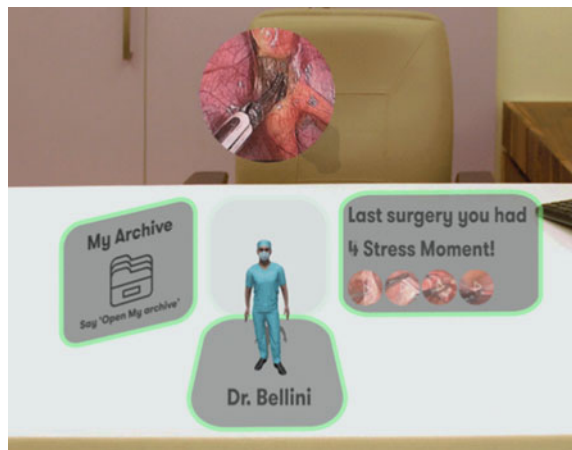 My Archive
Say 'Open My archive'
Last surgery you had
4 Stress Moment!
Dr. Bellini